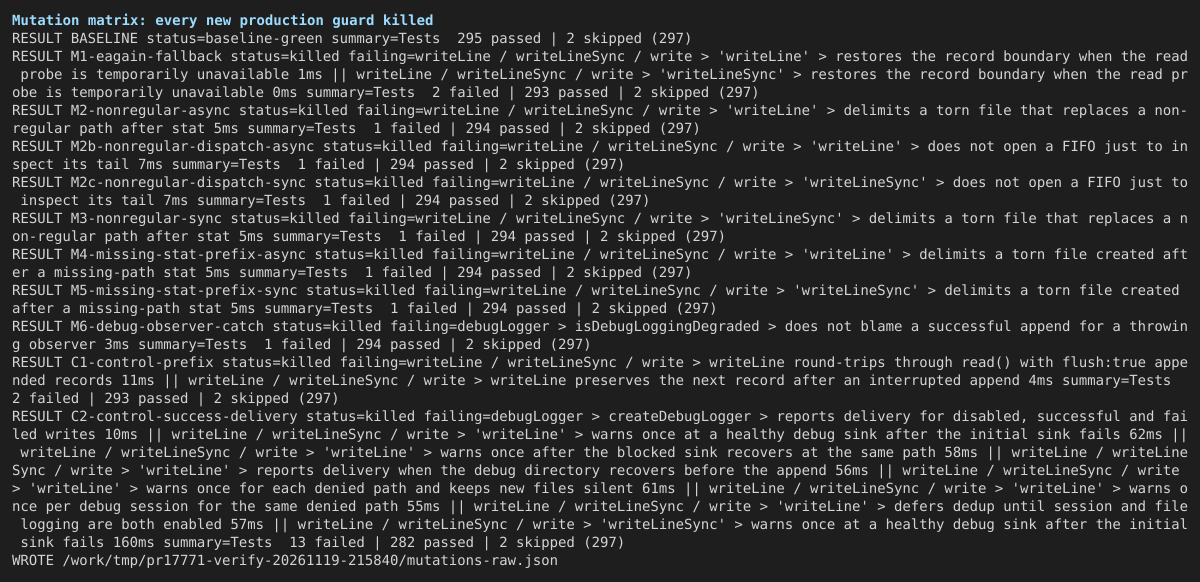 Mutation matrix: every new production guard killed
RESULT BASELINE status=baseline-green summary=Tests  295 passed | 2 skipped (297)
RESULT M1-eagain-fallback status=killed failing=writeLine / writeLineSync / write > 'writeLine' > restores the record boundary when the read
 probe is temporarily unavailable 1ms || writeLine / writeLineSync / write > 'writeLineSync' > restores the record boundary when the read pr
obe is temporarily unavailable 0ms summary=Tests  2 failed | 293 passed | 2 skipped (297)
RESULT M2-nonregular-async status=killed failing=writeLine / writeLineSync / write > 'writeLine' > delimits a torn file that replaces a non-
regular path after stat 5ms summary=Tests  1 failed | 294 passed | 2 skipped (297)
RESULT M2b-nonregular-dispatch-async status=killed failing=writeLine / writeLineSync / write > 'writeLine' > does not open a FIFO just to in
spect its tail 7ms summary=Tests  1 failed | 294 passed | 2 skipped (297)
RESULT M2c-nonregular-dispatch-sync status=killed failing=writeLine / writeLineSync / write > 'writeLineSync' > does not open a FIFO just to
 inspect its tail 7ms summary=Tests  1 failed | 294 passed | 2 skipped (297)
RESULT M3-nonregular-sync status=killed failing=writeLine / writeLineSync / write > 'writeLineSync' > delimits a torn file that replaces a n
on-regular path after stat 5ms summary=Tests  1 failed | 294 passed | 2 skipped (297)
RESULT M4-missing-stat-prefix-async status=killed failing=writeLine / writeLineSync / write > 'writeLine' > delimits a torn file created aft
er a missing-path stat 5ms summary=Tests  1 failed | 294 passed | 2 skipped (297)
RESULT M5-missing-stat-prefix-sync status=killed failing=writeLine / writeLineSync / write > 'writeLineSync' > delimits a torn file created
after a missing-path stat 5ms summary=Tests  1 failed | 294 passed | 2 skipped (297)
RESULT M6-debug-observer-catch status=killed failing=debugLogger > isDebugLoggingDegraded > does not blame a successful append for a throwin
g observer 3ms summary=Tests  1 failed | 294 passed | 2 skipped (297)
RESULT C1-control-prefix status=killed failing=writeLine / writeLineSync / write > writeLine round-trips through read() with flush:true appe
nded records 11ms || writeLine / writeLineSync / write > writeLine preserves the next record after an interrupted append 4ms summary=Tests
2 failed | 293 passed | 2 skipped (297)
RESULT C2-control-success-delivery status=killed failing=debugLogger > createDebugLogger > reports delivery for disabled, successful and fai
led writes 10ms || writeLine / writeLineSync / write > 'writeLine' > warns once at a healthy debug sink after the initial sink fails 62ms ||
 writeLine / writeLineSync / write > 'writeLine' > warns once after the blocked sink recovers at the same path 58ms || writeLine / writeLine
Sync / write > 'writeLine' > reports delivery when the debug directory recovers before the append 56ms || writeLine / writeLineSync / write
> 'writeLine' > warns once for each denied path and keeps new files silent 61ms || writeLine / writeLineSync / write > 'writeLine' > warns o
nce per debug session for the same denied path 55ms || writeLine / writeLineSync / write > 'writeLine' > defers dedup until session and file
 logging are both enabled 57ms || writeLine / writeLineSync / write > 'writeLineSync' > warns once at a healthy debug sink after the initial
 sink fails 160ms summary=Tests  13 failed | 282 passed | 2 skipped (297)
WROTE /work/tmp/pr17771-verify-20261119-215840/mutations-raw.json